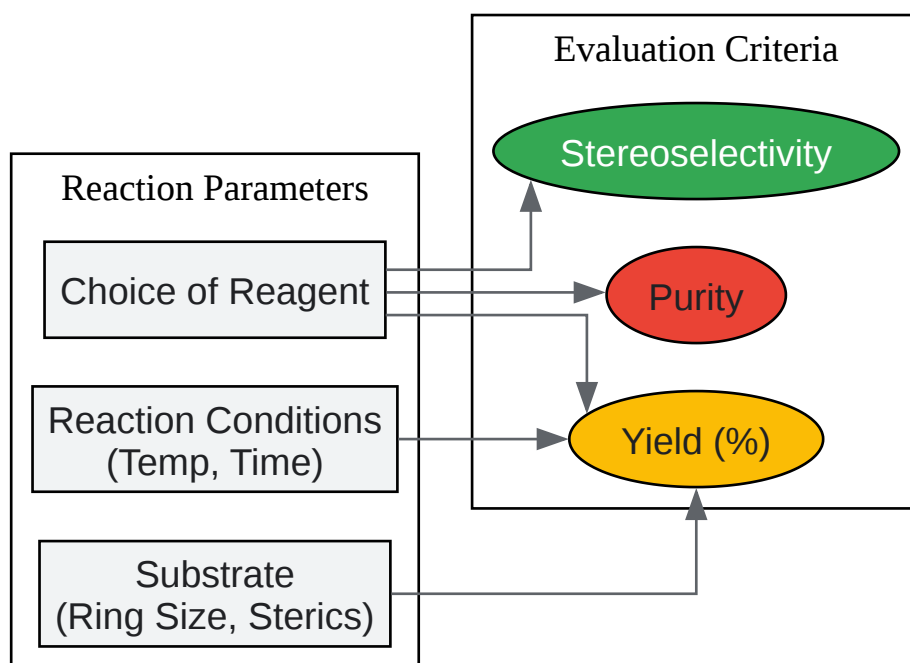 Reaction Parameters
Choice of Reagent
Reaction Conditions
(Temp, Time)
Substrate
(Ring Size, Sterics)
Evaluation Criteria
Stereoselectivity
Purity
Yield (%)